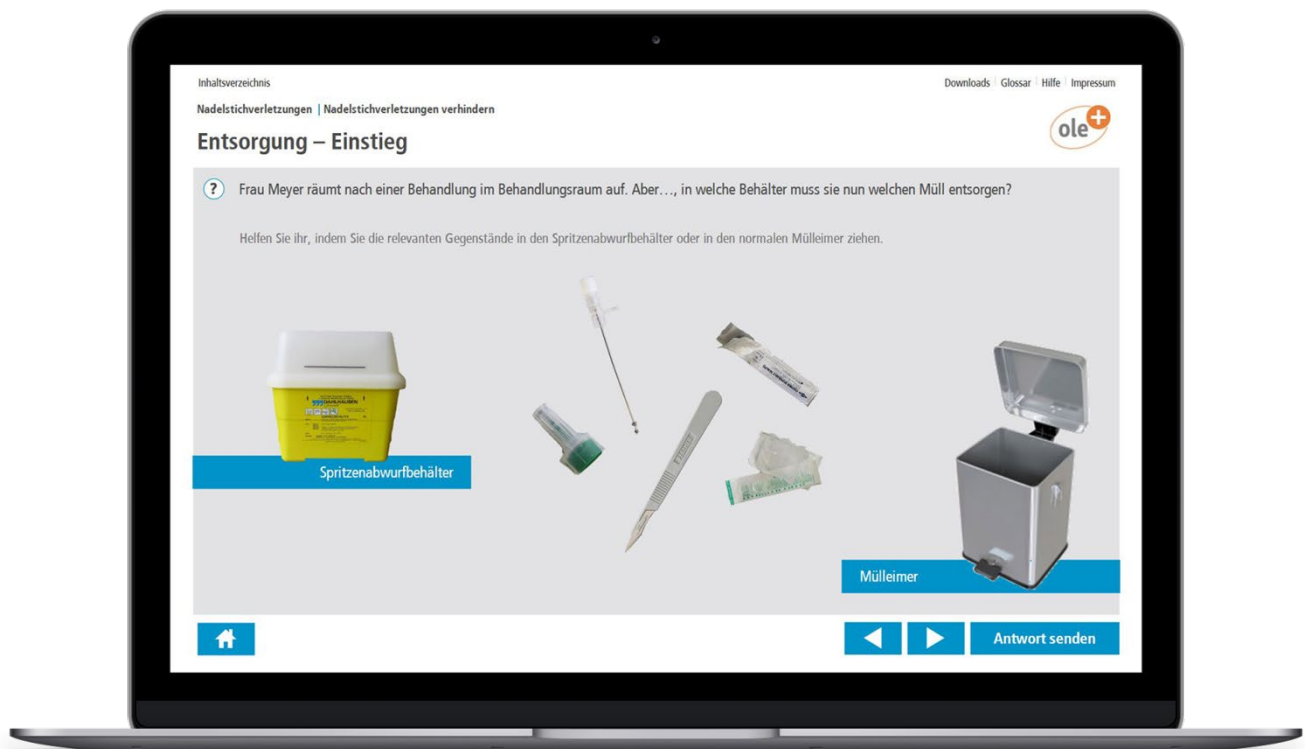 Inhaltsverzeichnis
Downloads Glossar Hilfe Impressum
Nadelstichverletzungen | Nadelstichverletzungen verhindern
ole+
Entsorgung – Einstieg
? Frau Meyer räumt nach einer Behandlung im Behandlungsraum auf. Aber…, in welche Behälter muss sie nun welchen Müll entsorgen?
Helfen Sie ihr, indem Sie die relevanten Gegenstände in den Spritzenabwurfbehälter oder in den normalen Mülleimer ziehen.
DAHLHAUSEN
Spritzenabwurfbehälter
Mülleimer
Antwort senden